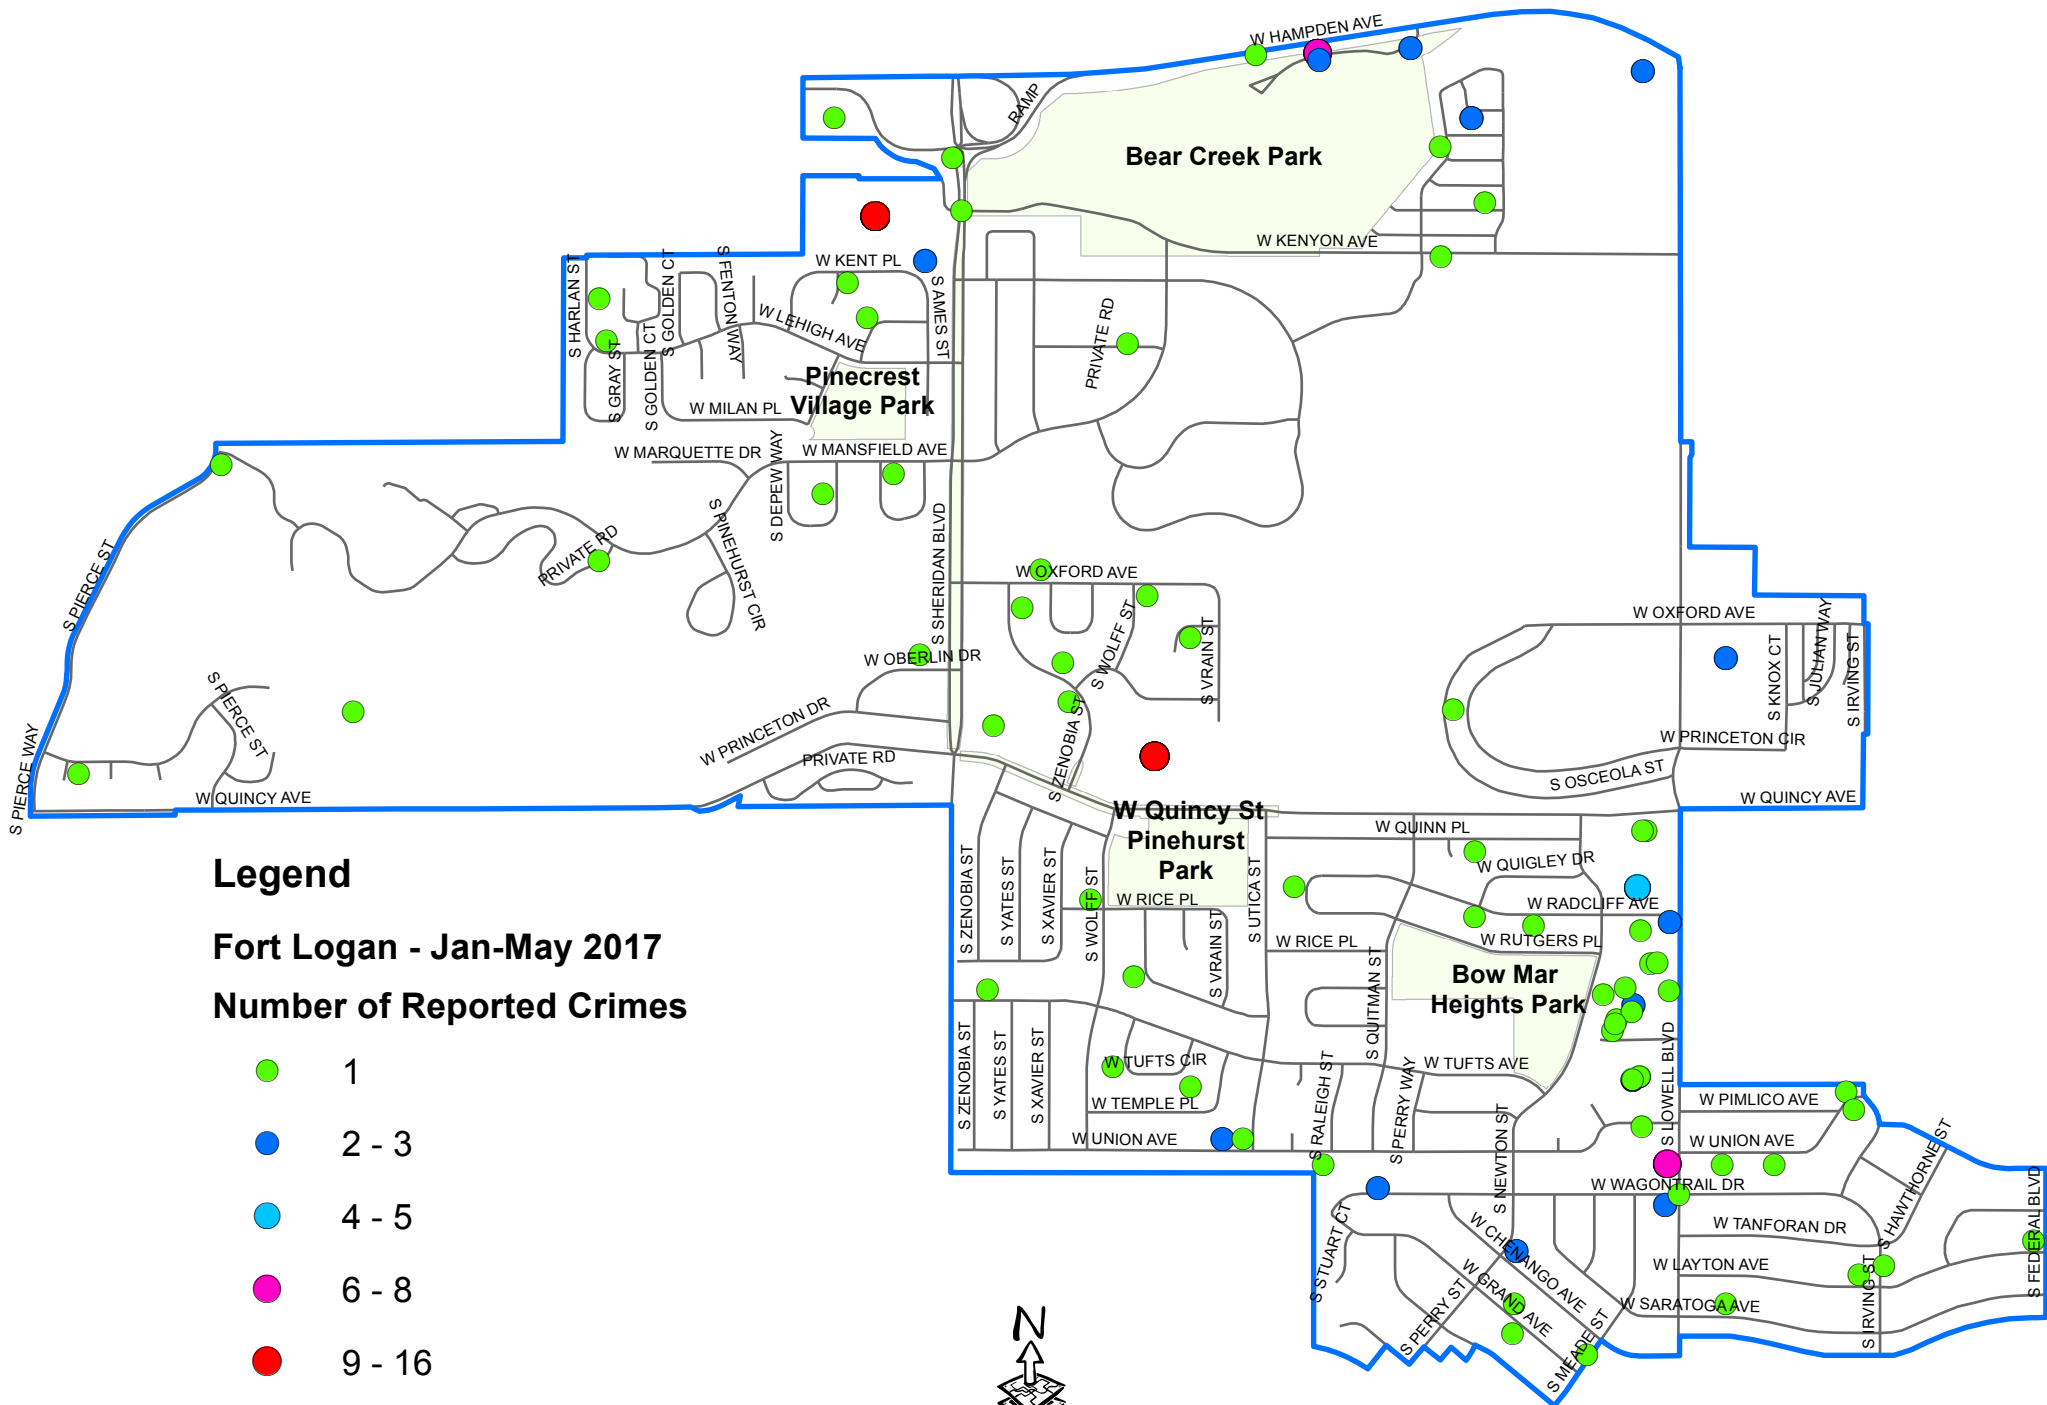 W HAMPDEN AVE
RAMP
Bear Creek Park
W KENYON AVE
W KENT PL
S HARLAN ST
S GOLDEN CT
S FENTON WAY
S AMES ST
W LEHIGH AVE
PRIVATE RD
S GRAY ST
S GOLDEN CT
Pinecrest
Village Park
W MILAN PL
W MARQUETTE DR
S DEPEW WAY
W MANSFIELD AVE
S PINEHURST CIR
S SHERIDAN BLVD
PRIVATE RD
S PIERCE ST
W OXFORD AVE
S WOLFF ST
S VRAIN ST
W OXFORD AVE
S KNOX CT
S JULIAN WAY
S IRVING ST
W OBERLIN DR
S PIERCE ST
W PRINCETON DR
S ZENOBIA ST
W PRINCETON CIR
PRIVATE RD
S OSCEOLA ST
S PIERCE WAY
W QUINCY AVE
W QUINCY AVE
W Quincy St
Pinehurst
Park
W QUINN PL
W QUIGLEY DR
S ZENOBIA ST
S YATES ST
S XAVIER ST
S WOLFF ST
W RICE PL
S VRAIN ST
S UTICA ST
W RADCLIFF AVE
W RICE PL
W RUTGERS PL
S QUITMAN ST
Bow Mar
Heights Park
S LOWELL BLVD
S ZENOBIA ST
S YATES ST
S XAVIER ST
W TUFTS CIR
W TUFTS AVE
S RALEIGH ST
S PERRY WAY
W TEMPLE PL
W PIMLICO AVE
W UNION AVE
W UNION AVE
S NEWTON ST
S HAWTHORNE ST
W WAGONTRAIL DR
W TANFORAN DR
S FEDERAL BLVD
S STUART CT
W CHENANGO AVE
W LAYTON AVE
W GRAND AVE
S PERRY ST
W SARATOGA AVE
S IRVING ST
S MEADE ST
Legend
Fort Logan - Jan-May 2017
Number of Reported Crimes
1
2 - 3
4 - 5
6 - 8
9 - 16
N